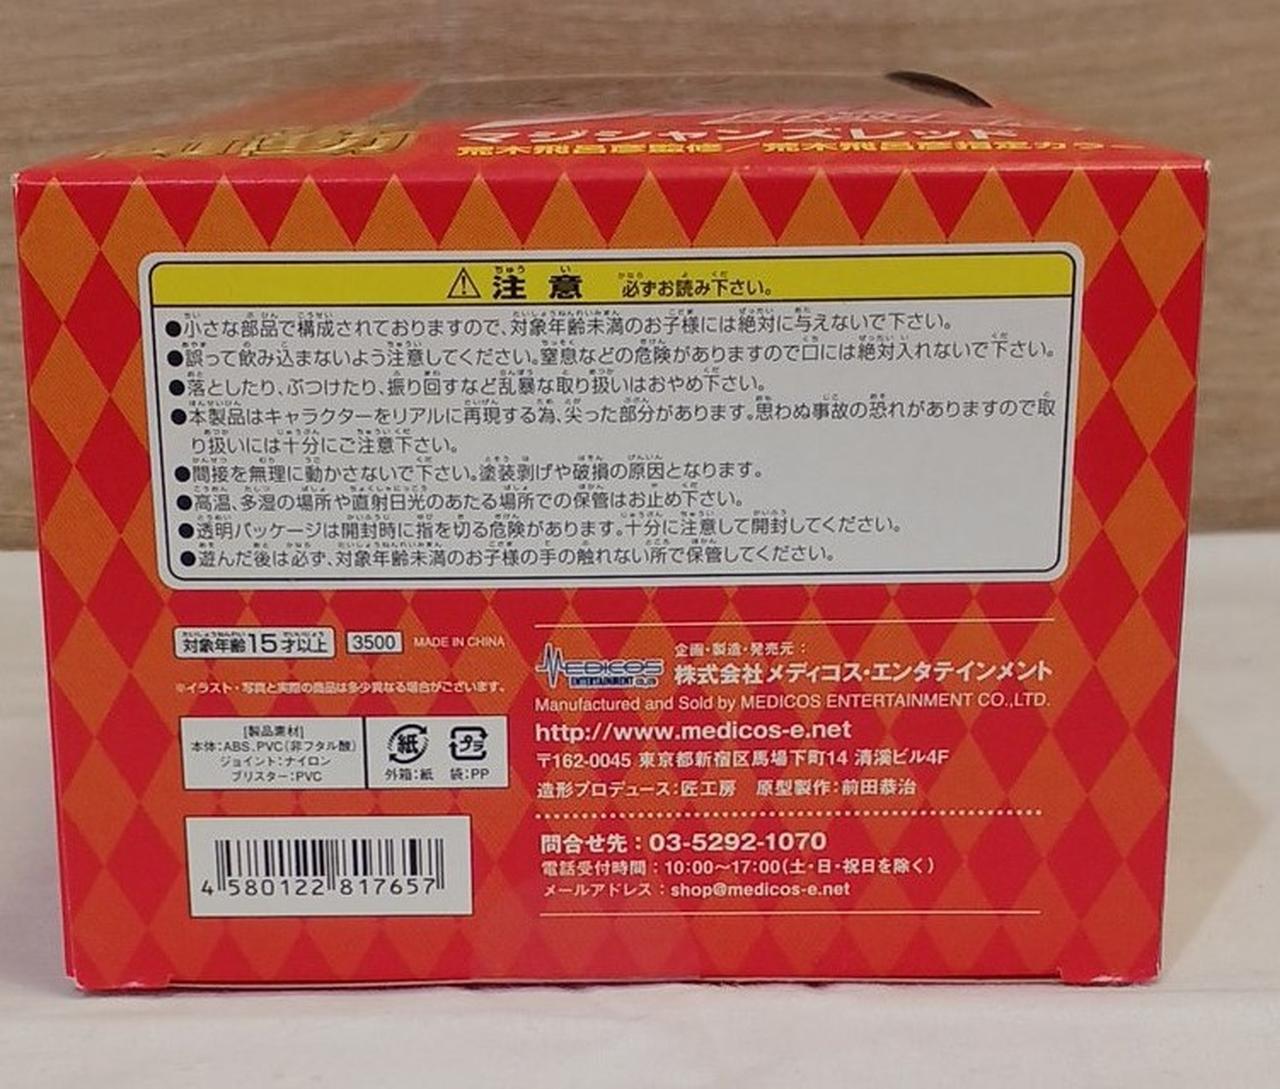 マジシャンズレッド
荒木飛呂彦監修／荒木飛呂彦指定カラー
注意 必ずお読み下さい。
●小さな部品で構成されておりますので、対象年齢未満のお子様には絶対に与えないで下さい。
●誤って飲み込まないよう注意してください。窒息などの危険がありますので口には絶対入れないで下さい。
●落としたり、ぶつけたり、振り回すなど乱暴な取り扱いはおやめ下さい。
●本製品はキャラクターをリアルに再現する為、尖った部分があります。思わぬ事故の恐れがありますので取
り扱いには十分にご注意下さい。
●間接を無理に動かさないで下さい。塗装剥げや破損の原因となります。
●高温、多湿の場所や直射日光のあたる場所での保管はお止め下さい。
●透明パッケージは開封時に指を切る危険があります。十分に注意して開封してください。
●遊んだ後は必ず、対象年齢未満のお子様の手の触れない所で保管してください。
対象年齢15才以上 3500 MADE IN CHINA
※イラスト・写真と実際の商品は多少異なる場合がございます。
[製品素材]
本体:ABS、PVC(非フタル酸)
ジョイント:ナイロン
ブリスター:PVC
紙 プラ
外箱:紙 袋:PP
4 580122 817657
企画・製造・発売元：
MEDICOS ENTERTAINMENT CO.,LTD 株式会社メディコス・エンタテインメント
Manufactured and Sold by MEDICOS ENTERTAINMENT CO.,LTD.
http://www.medicos-e.net
〒162-0045 東京都新宿区馬場下町14 清溪ビル4F
造形プロデュース:匠工房 原型製作:前田恭治
問合せ先：03-5292-1070
電話受付時間：10:00〜17:00(土・日・祝日を除く)
メールアドレス：shop@medicos-e.net